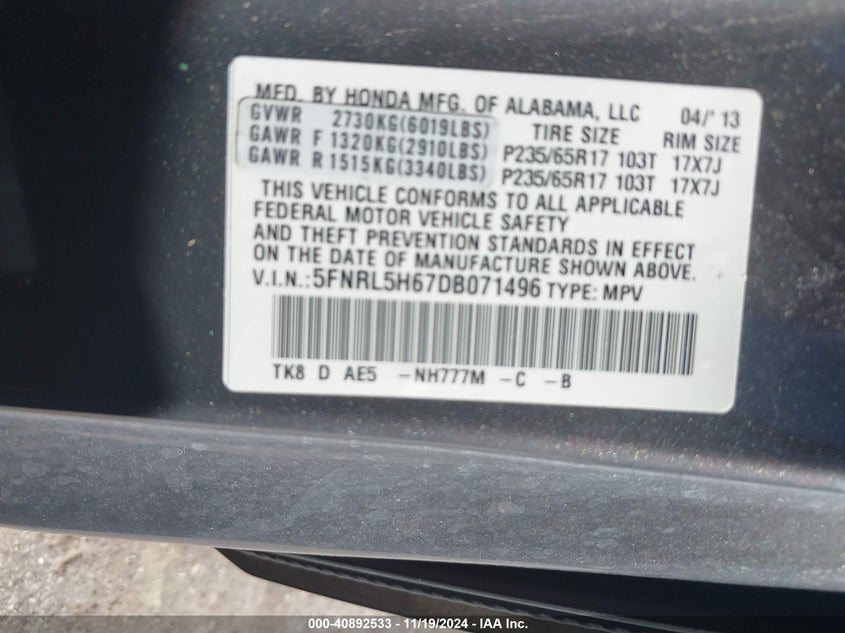 MFD. BY HONDA MFG. OF ALABAMA, LLC 04/' 13
GVWR 2730KG(6019LBS) TIRE SIZE RIM SIZE
GAWR F 1320KG(2910LBS) P235/65R17 103T 17X7J
GAWR R 1515KG(3340LBS) P235/65R17 103T 17X7J
THIS VEHICLE CONFORMS TO ALL APPLICABLE
FEDERAL MOTOR VEHICLE SAFETY
AND THEFT PREVENTION STANDARDS IN EFFECT
ON THE DATE OF MANUFACTURE SHOWN ABOVE.
V.I.N.:5FNRL5H67DB071496 TYPE: MPV
TK8 D AE5 -NH777M -C -B
000-40892533 - 11/19/2024 - IAA Inc.